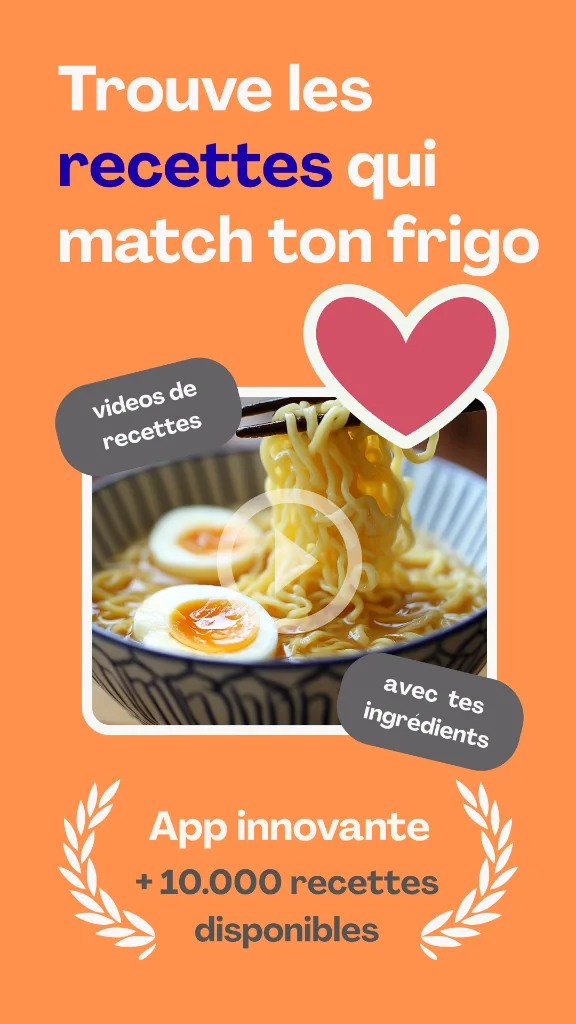 Trouve les
recettes qui
match ton frigo
videos de
recettes
avec tes
ingrédients
App innovante
+ 10.000 recettes
disponibles